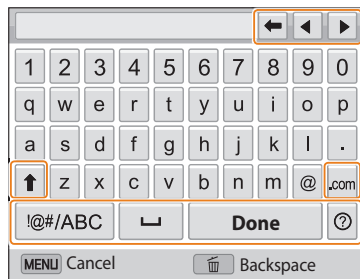 1 2 3 4 5 6 7 8 9 0
q w e r t y u i o p
a s d f g h j k l .
z x c v b n m @ .com
!@#/ABC Done ?
MENU Cancel Backspace